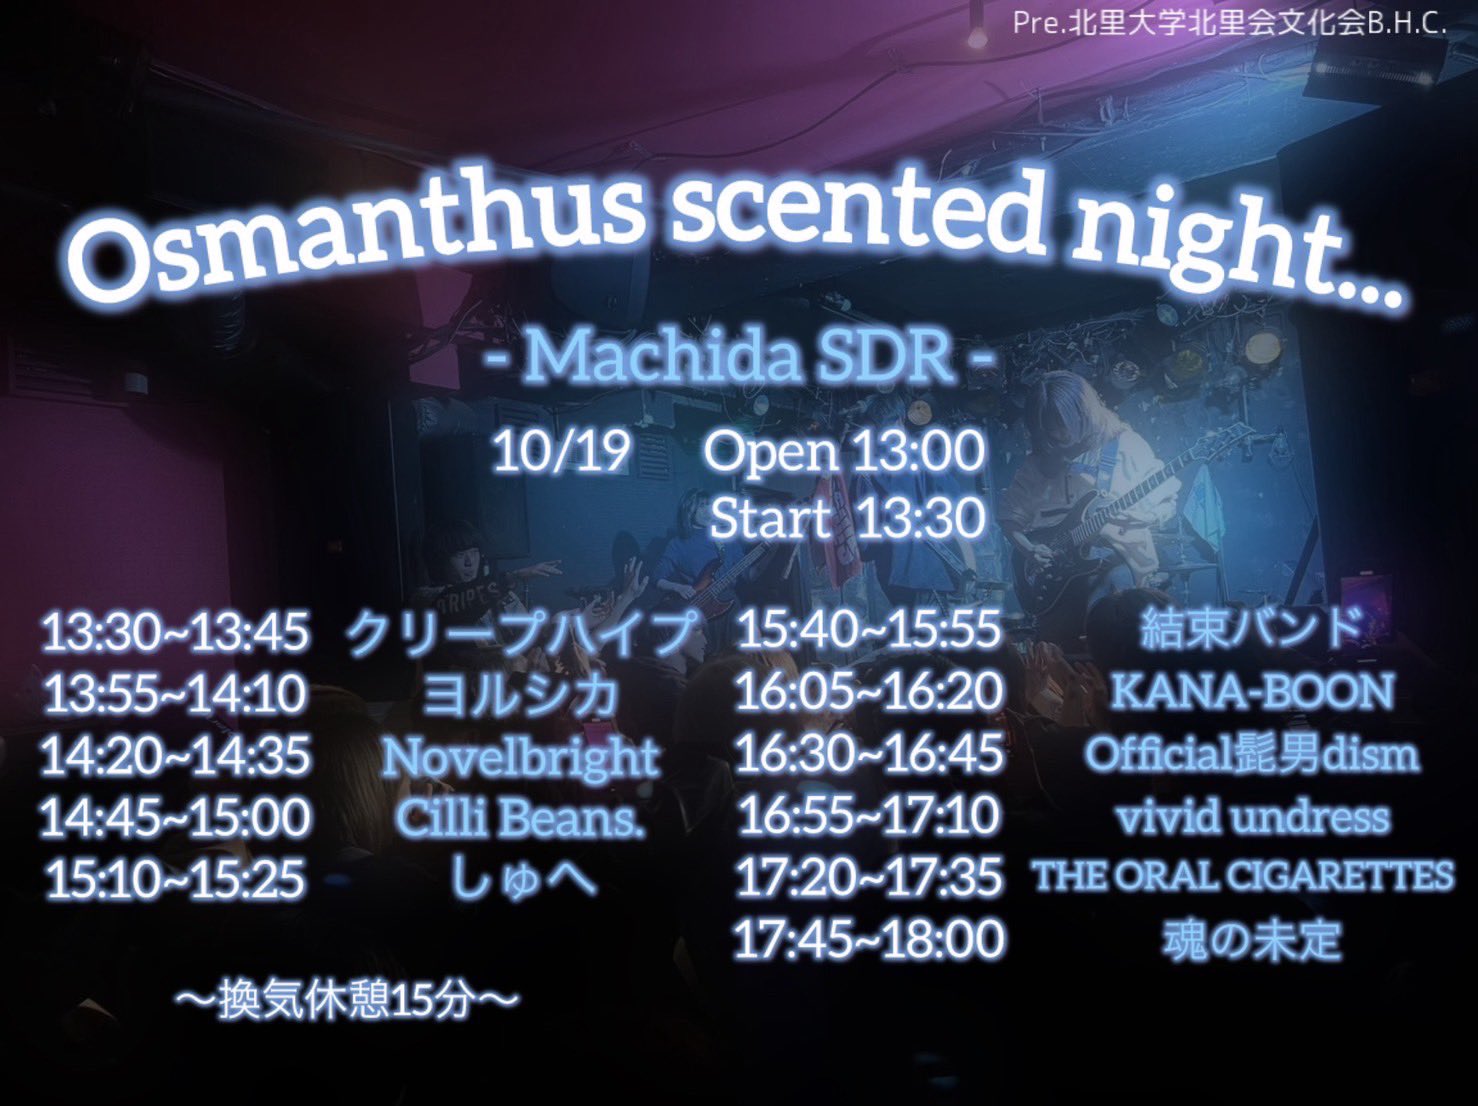 Pre.北里大学北里会文化会B.H.C.
Osmanthus scented night...
- Machida SDR -
10/19 Open 13:00
Start 13:30
13:30~13:45 クリープハイプ
13:55~14:10 ヨルシカ
14:20~14:35 Novelbright
14:45~15:00 Cilli Beans.
15:10~15:25 しゅへ
〜換気休憩15分〜
15:40~15:55 結束バンド
16:05~16:20 KANA-BOON
16:30~16:45 Official髭男dism
16:55~17:10 vivid undress
17:20~17:35 THE ORAL CIGARETTES
17:45~18:00 魂の未定